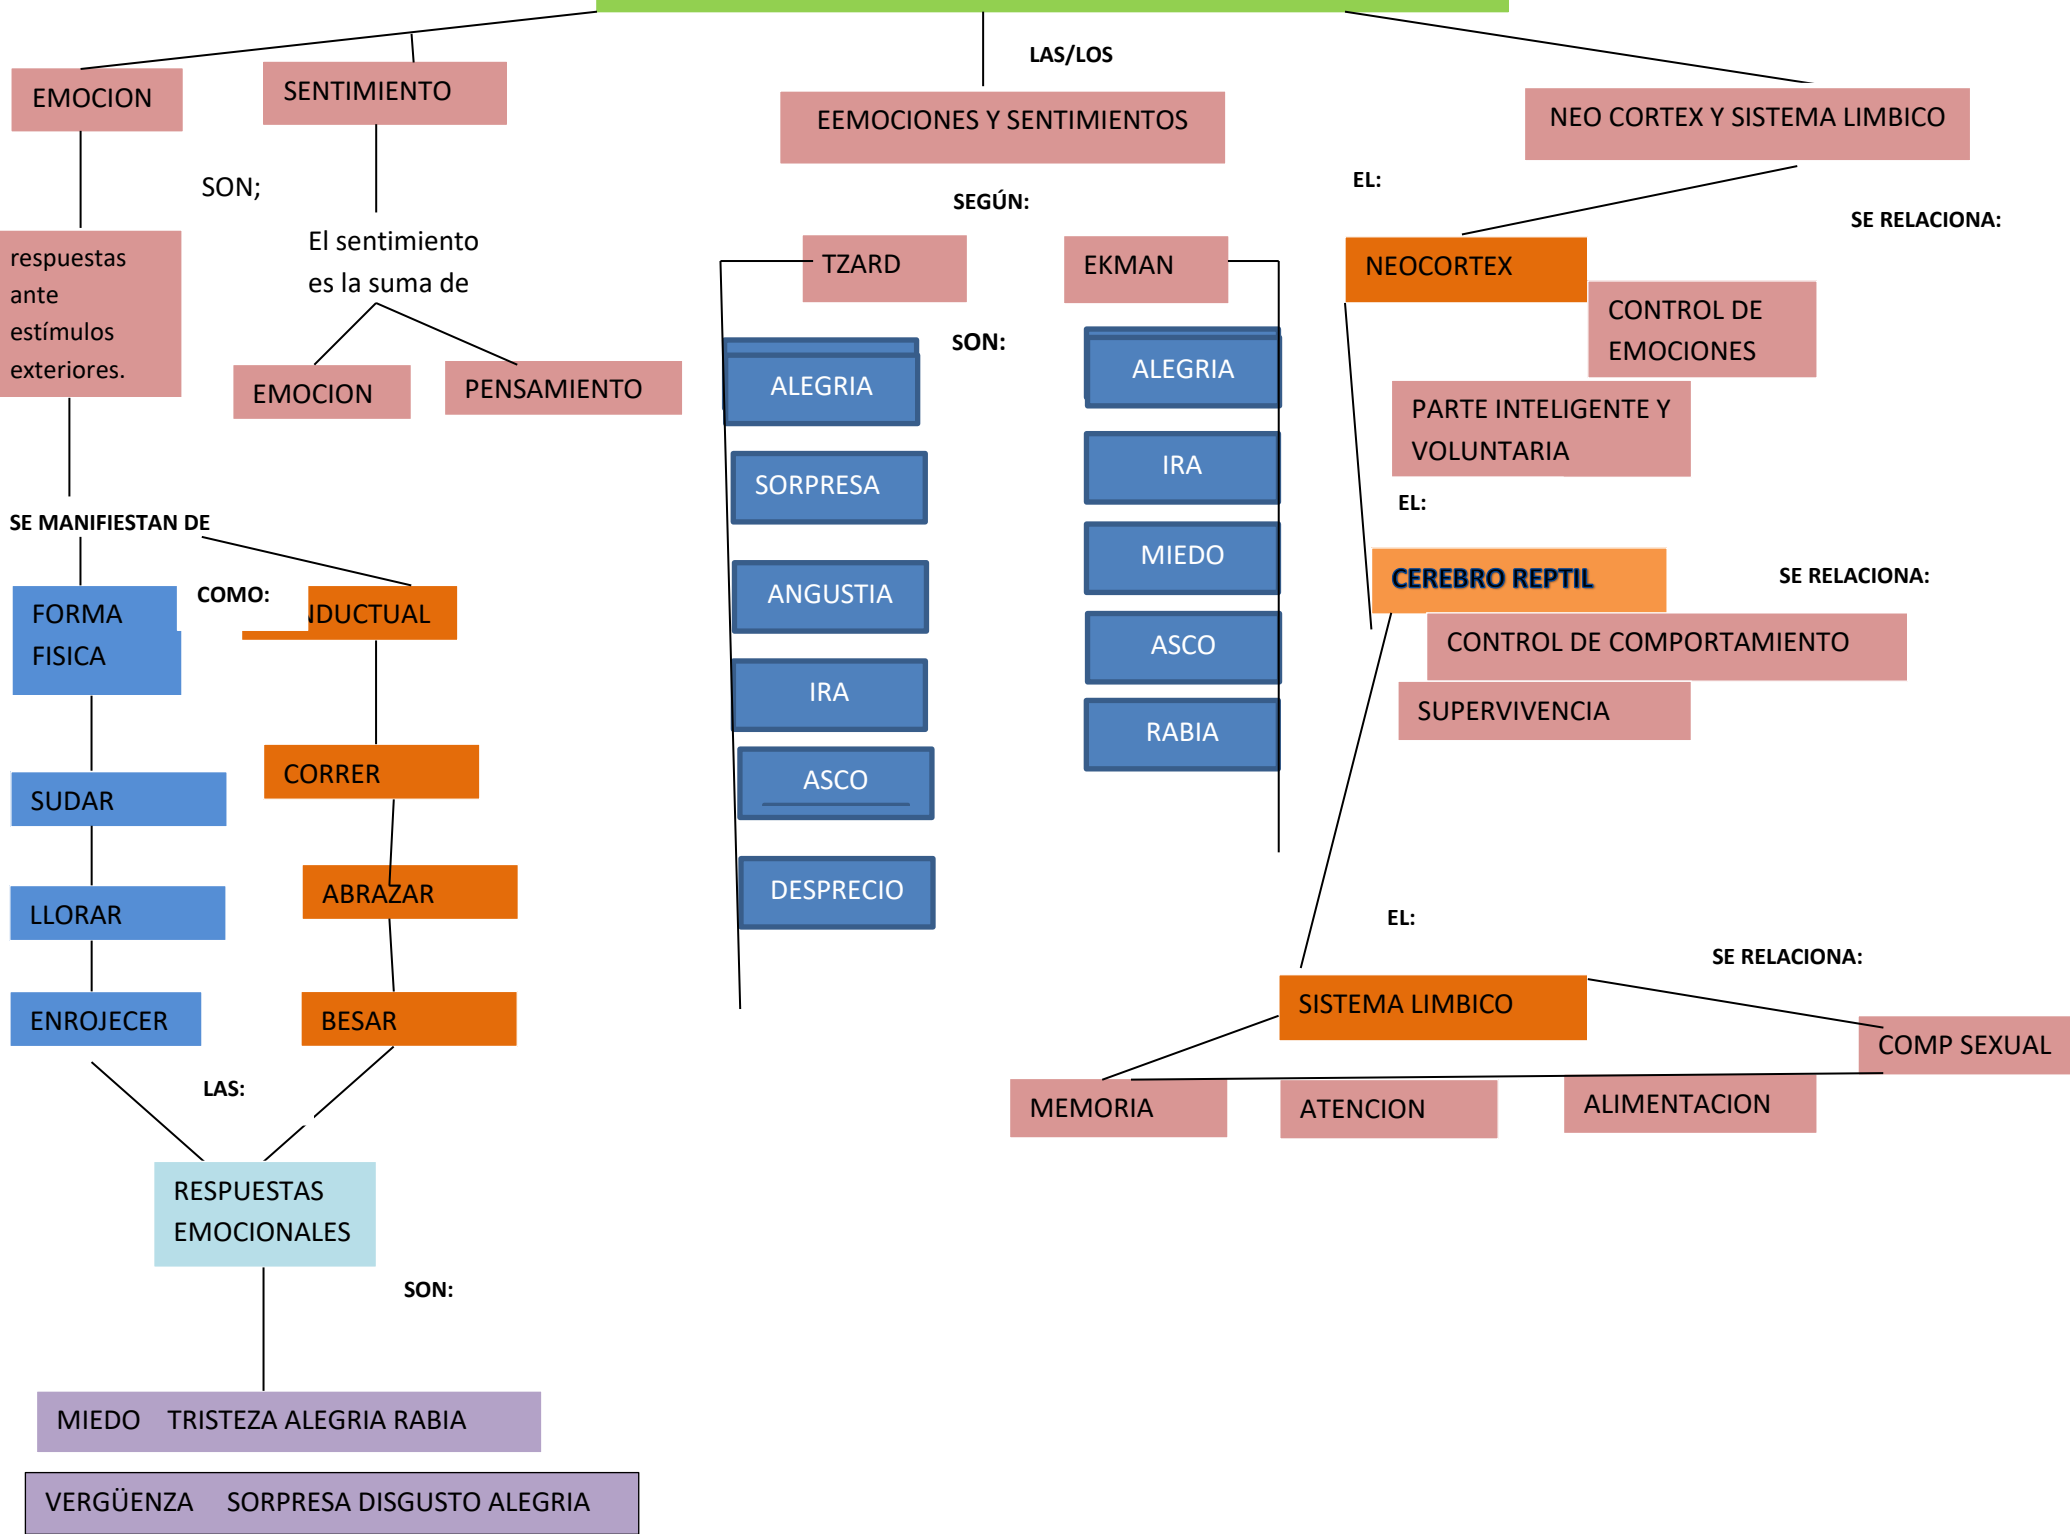 LAS/LOS
EMOCION
SENTIMIENTO
EEMOCIONES Y SENTIMIENTOS
NEO CORTEX Y SISTEMA LIMBICO
SON;
respuestas
ante
estímulos
exteriores.
El sentimiento
es la suma de
EMOCION
PENSAMIENTO
SE MANIFIESTAN DE
COMO:
FORMA
FISICA
NDUCTUAL
SUDAR
LLORAR
ENROJECER
CORRER
ABRAZAR
BESAR
LAS:
RESPUESTAS
EMOCIONALES
SON:
MIEDO TRISTEZA ALEGRIA RABIA
VERGÜENZA SORPRESA DISGUSTO ALEGRIA
SEGÚN:
TZARD
EKMAN
SON:
ALEGRIA
SORPRESA
ANGUSTIA
IRA
ASCO
DESPRECIO
ALEGRIA
IRA
MIEDO
ASCO
RABIA
EL:
SE RELACIONA:
NEOCORTEX
CONTROL DE
EMOCIONES
PARTE INTELIGENTE Y
VOLUNTARIA
EL:
CEREBRO REPTIL
SE RELACIONA:
CONTROL DE COMPORTAMIENTO
SUPERVIVENCIA
EL:
SE RELACIONA:
SISTEMA LIMBICO
COMP SEXUAL
MEMORIA
ATENCION
ALIMENTACION